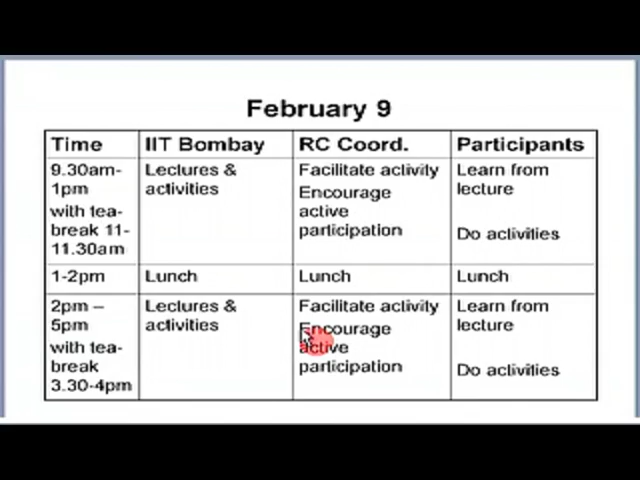 February 9
Time IIT Bombay RC Coord. Participants
9.30am- Lectures & Facilitate activity Learn from
1pm activities Encourage lecture
with tea- active
break 11- participation Do activities
11.30am
1-2pm Lunch Lunch Lunch
2pm – Lectures & Facilitate activity Learn from
5pm activities Encourage lecture
with tea- active
break participation Do activities
3.30-4pm